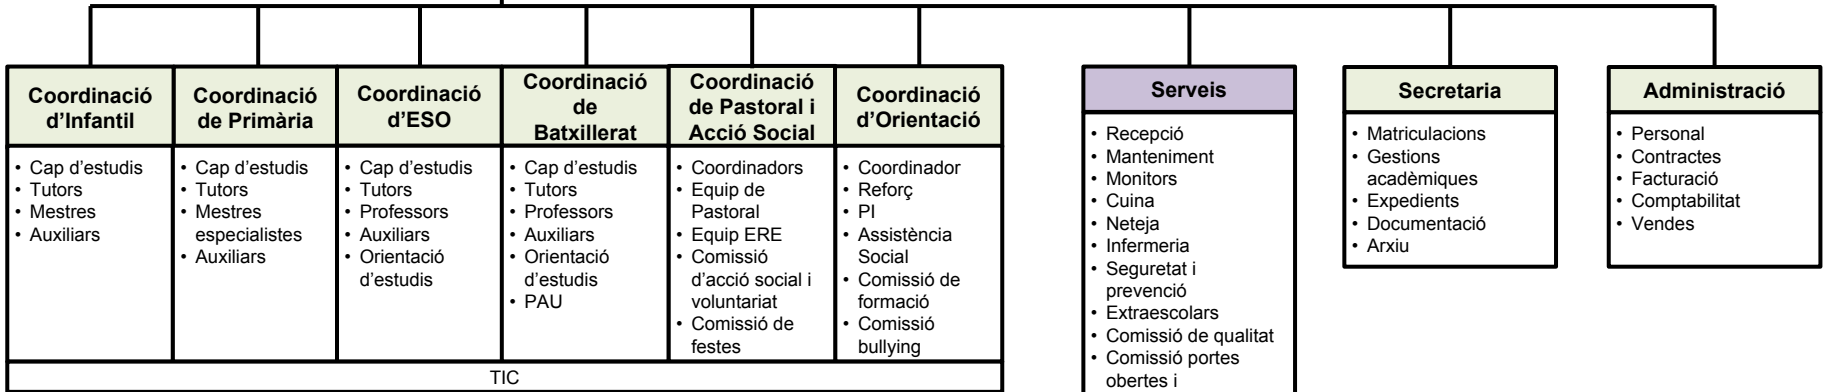 Coordinació
d'Infantil
• Cap d'estudis
• Tutors
• Mestres
• Auxiliars
Coordinació
de Primària
• Cap d'estudis
• Tutors
• Mestres
especialistes
• Auxiliars
Coordinació
d'ESO
• Cap d'estudis
• Tutors
• Professors
• Auxiliars
• Orientació
d'estudis
Coordinació
de
Batxillerat
• Cap d'estudis
• Tutors
• Professors
• Auxiliars
• Orientació
d'estudis
• PAU
Coordinació
de Pastoral i
Acció Social
• Coordinadors
• Equip de
Pastoral
• Equip ERE
• Comissió
d'acció social i
voluntariat
• Comissió de
festes
Coordinació
d'Orientació
• Coordinador
• Reforç
• PI
• Assistència
Social
• Comissió de
formació
• Comissió
bullying
TIC
Serveis
• Recepció
• Manteniment
• Monitors
• Cuina
• Neteja
• Infermeria
• Seguretat i
prevenció
• Extraescolars
• Comissió de qualitat
• Comissió portes
obertes i
Secretaria
• Matriculacions
• Gestions
acadèmiques
• Expedients
• Documentació
• Arxiu
Administració
• Personal
• Contractes
• Facturació
• Comptabilitat
• Vendes